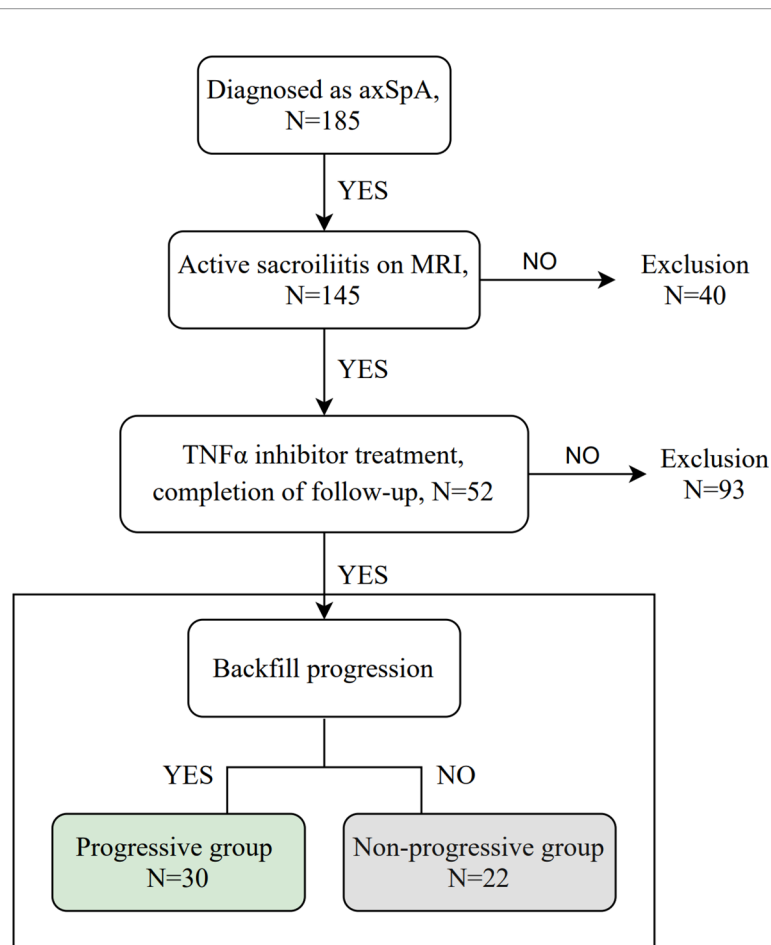 Diagnosed as axSpA,
N=185
YES
Active sacroiliitis on MRI,
N=145
NO
Exclusion
N=40
YES
TNFα inhibitor treatment,
completion of follow-up, N=52
NO
Exclusion
N=93
YES
Backfill progression
YES
NO
Progressive group
N=30
Non-progressive group
N=22